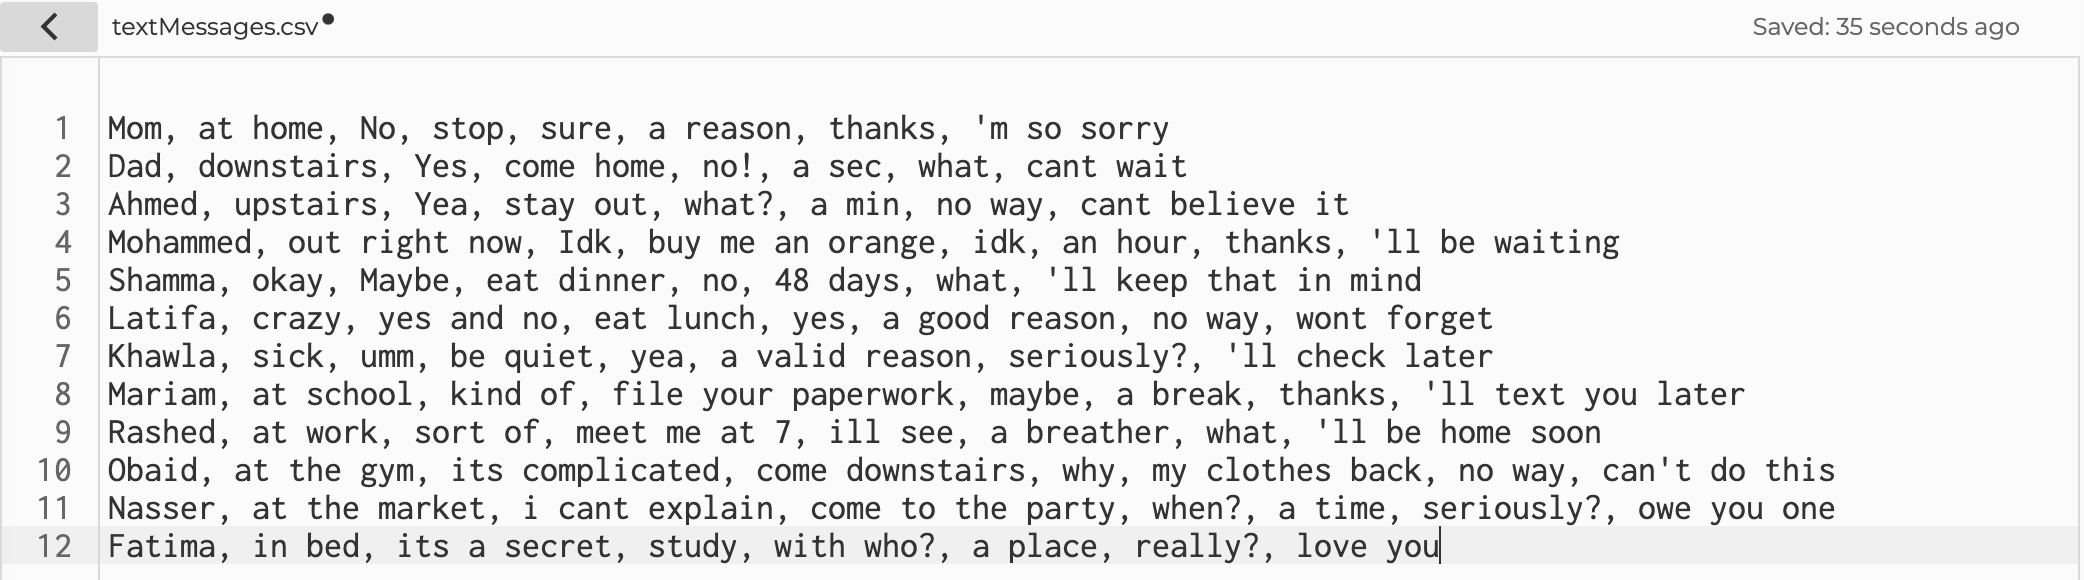 textMessages.csv
Saved: 35 seconds ago
1 Mom, at home, No, stop, sure, a reason, thanks, 'm so sorry
2 Dad, downstairs, Yes, come home, no!, a sec, what, cant wait
3 Ahmed, upstairs, Yea, stay out, what?, a min, no way, cant believe it
4 Mohammed, out right now, Idk, buy me an orange, idk, an hour, thanks, 'll be waiting
5 Shamma, okay, Maybe, eat dinner, no, 48 days, what, 'll keep that in mind
6 Latifa, crazy, yes and no, eat lunch, yes, a good reason, no way, wont forget
7 Khawla, sick, umm, be quiet, yea, a valid reason, seriously?, 'll check later
8 Mariam, at school, kind of, file your paperwork, maybe, a break, thanks, 'll text you later
9 Rashed, at work, sort of, meet me at 7, ill see, a breather, what, 'll be home soon
10 Obaid, at the gym, its complicated, come downstairs, why, my clothes back, no way, can't do this
11 Nasser, at the market, i cant explain, come to the party, when?, a time, seriously?, owe you one
12 Fatima, in bed, its a secret, study, with who?, a place, really?, love you